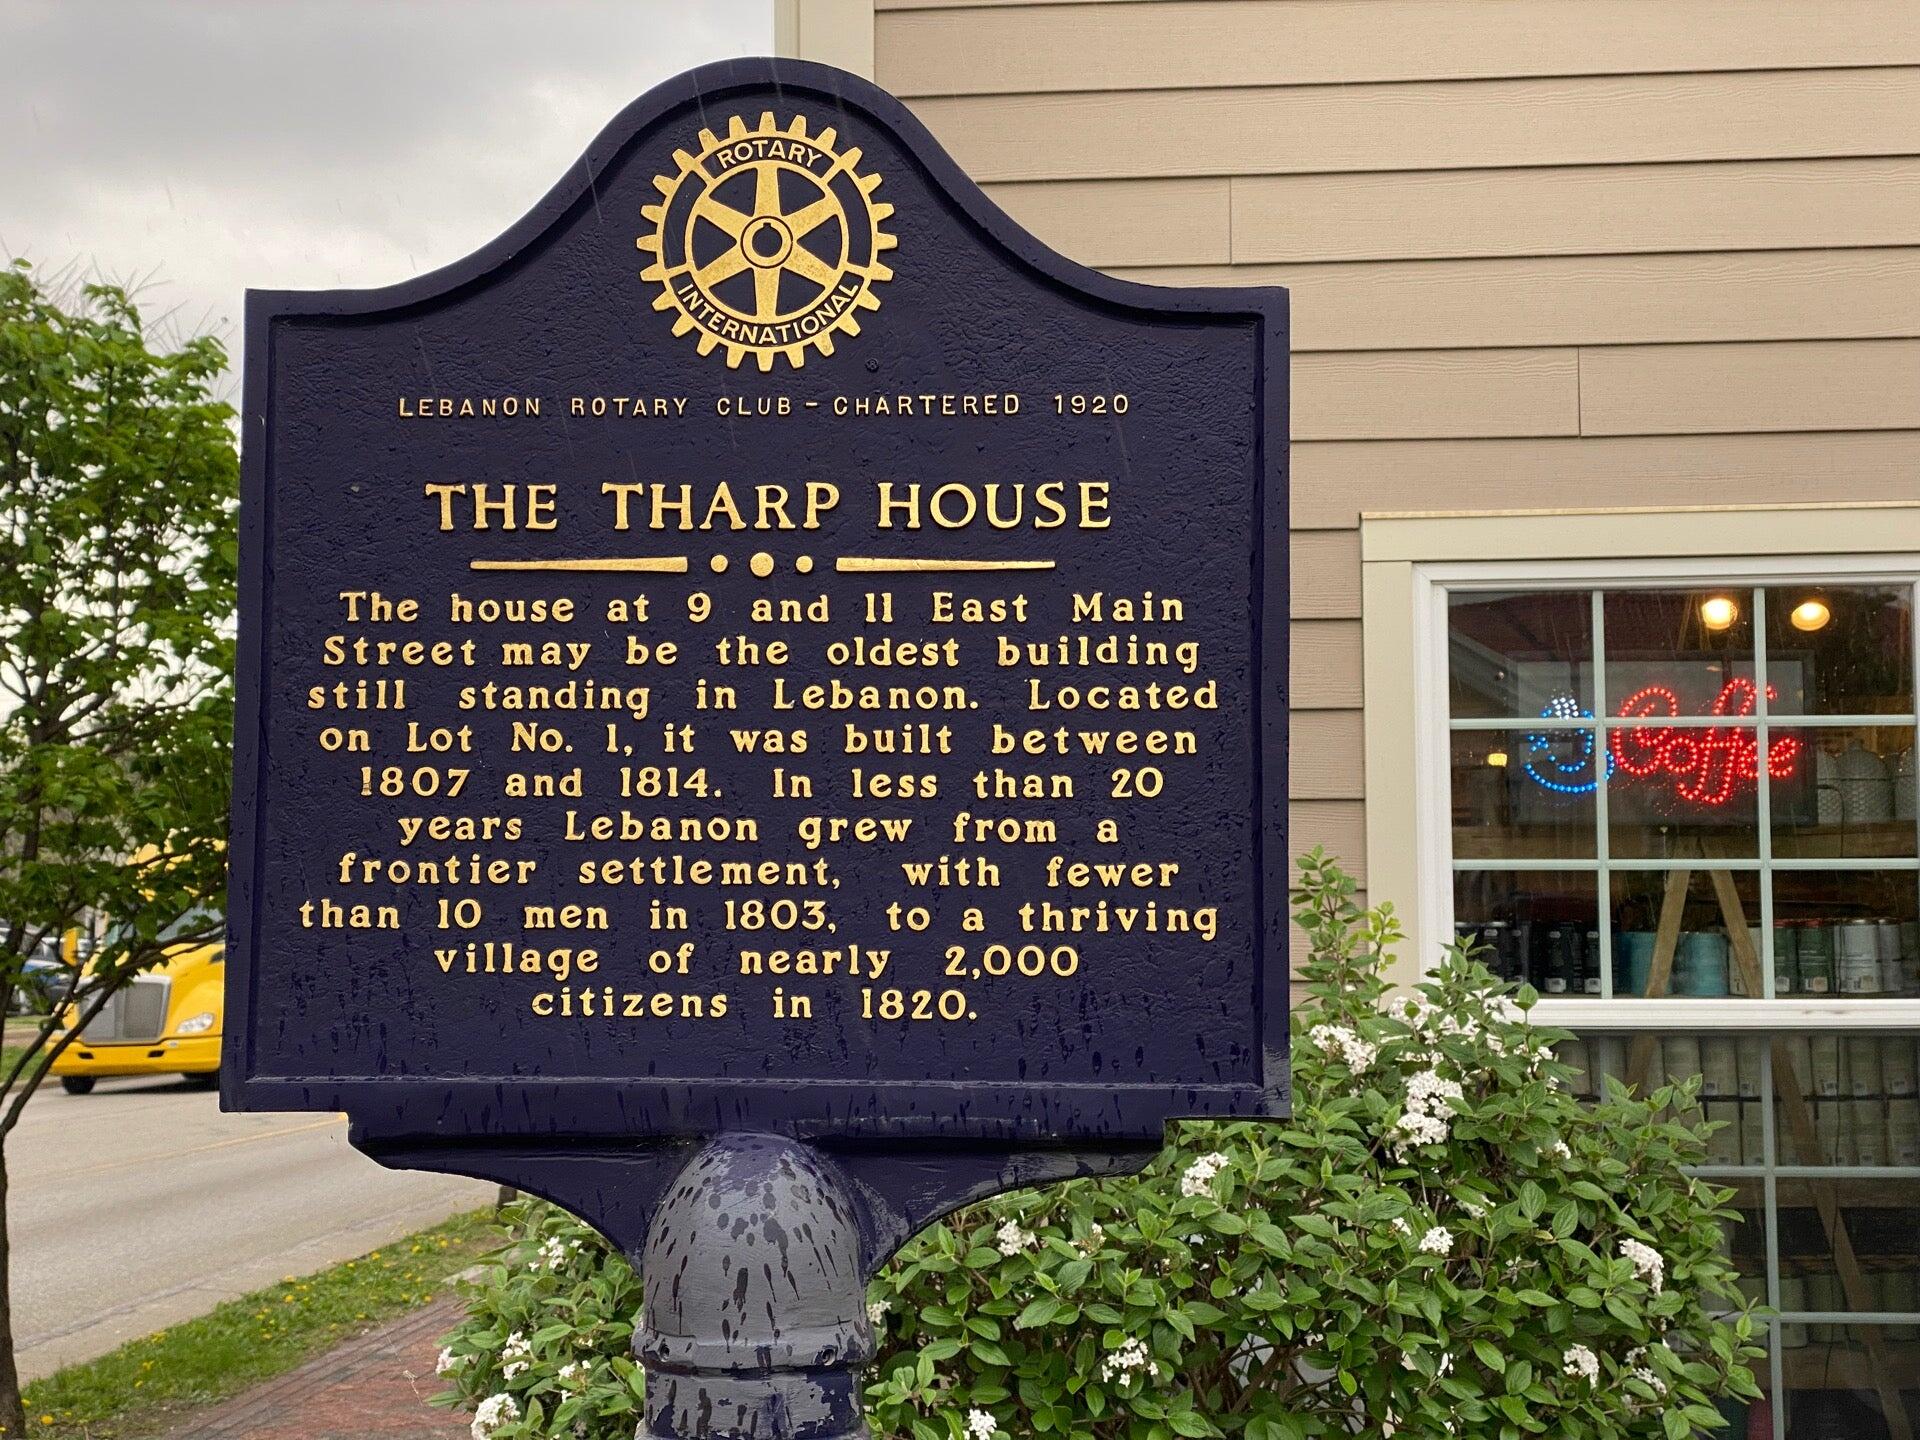 ROTARY
INTERNATIONAL
LEBANON ROTARY CLUB - CHARTERED 1920
THE THARP HOUSE
The house at 9 and 11 East Main
Street may be the oldest building
still standing in Lebanon. Located
on Lot No. 1, it was built between
1807 and 1814. In less than 20
years Lebanon grew from a
frontier settlement, with fewer
than 10 men in 1803, to a thriving
village of nearly 2,000
citizens in 1820.
Coffee